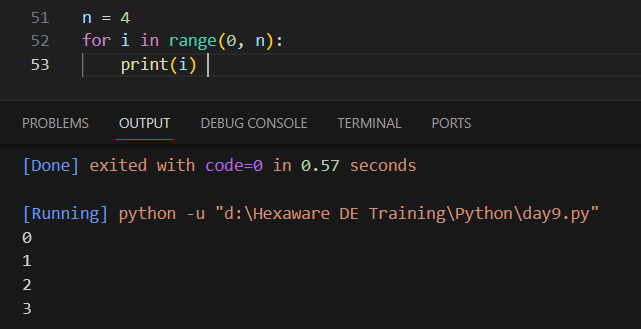 51 n = 4
52 for i in range(0, n):
53     print(i)
PROBLEMS OUTPUT DEBUG CONSOLE TERMINAL PORTS
[Done] exited with code=0 in 0.57 seconds
[Running] python -u "d:\Hexaware DE Training\Python\day9.py"
0
1
2
3